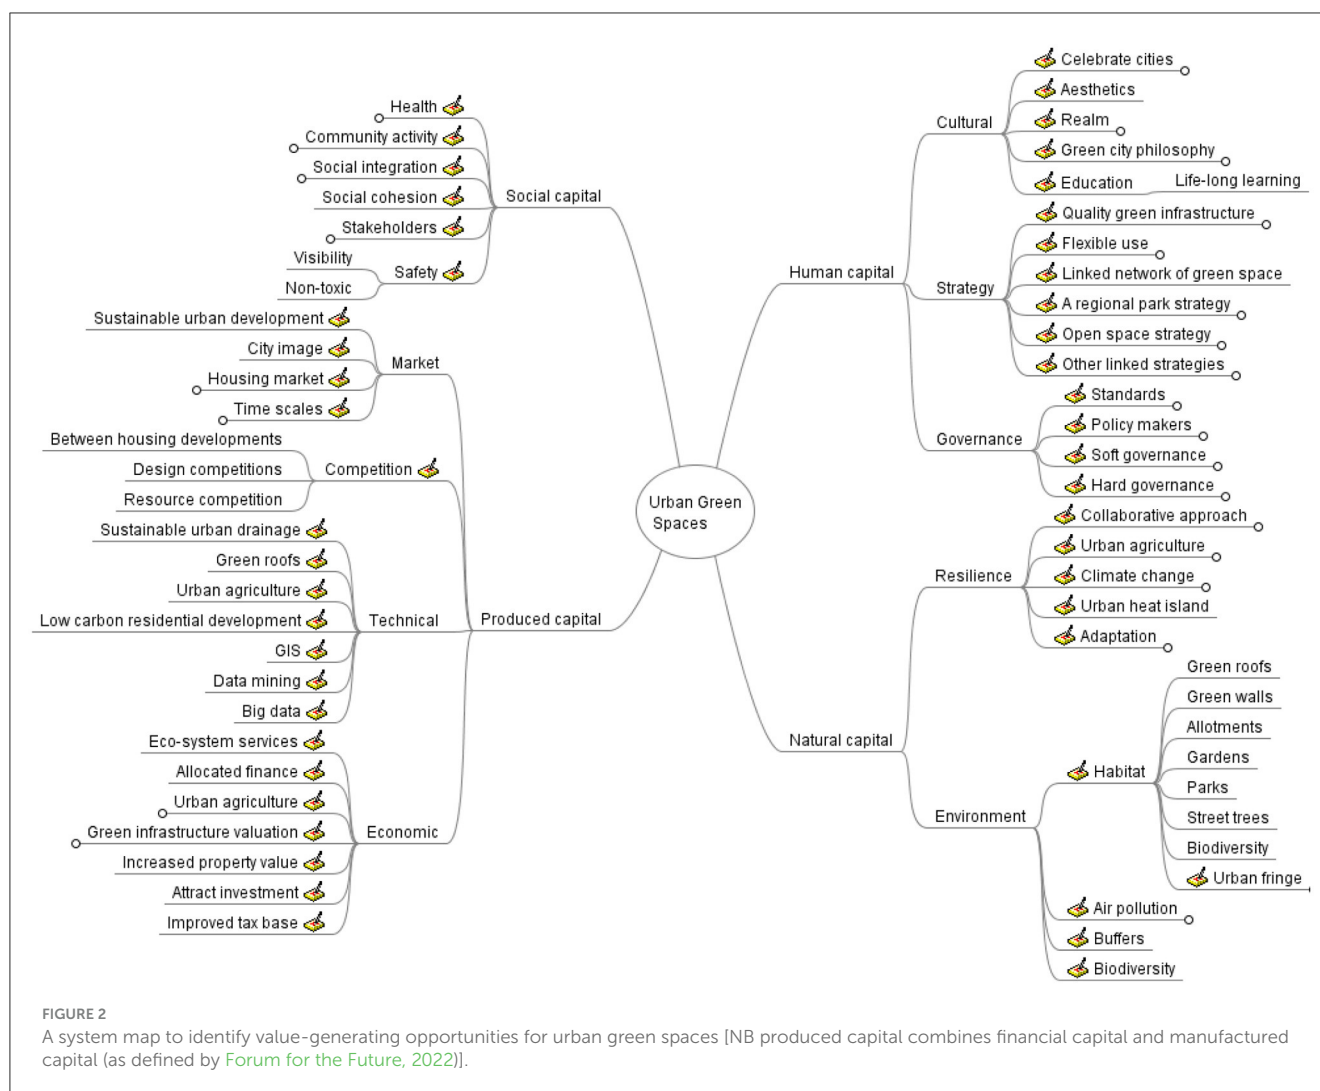 Health
Community activity
Social integration
Social cohesion
Stakeholders
Visibility
Non-toxic
Safety
Social capital
Sustainable urban development
City image
Housing market
Time scales
Market
Between housing developments
Design competitions
Resource competition
Competition
Sustainable urban drainage
Green roofs
Urban agriculture
Low carbon residential development
GIS
Data mining
Big data
Technical
Produced capital
Eco-system services
Allocated finance
Urban agriculture
Green infrastructure valuation
Increased property value
Attract investment
Improved tax base
Economic
Urban Green
Spaces
Human capital
Cultural
Celebrate cities
Aesthetics
Realm
Green city philosophy
Education
Life-long learning
Strategy
Quality green infrastructure
Flexible use
Linked network of green space
A regional park strategy
Open space strategy
Other linked strategies
Governance
Standards
Policy makers
Soft governance
Hard governance
Natural capital
Resilience
Collaborative approach
Urban agriculture
Climate change
Urban heat island
Adaptation
Environment
Habitat
Green roofs
Green walls
Allotments
Gardens
Parks
Street trees
Biodiversity
Urban fringe
Air pollution
Buffers
Biodiversity
FIGURE 2
A system map to identify value-generating opportunities for urban green spaces [NB produced capital combines financial capital and manufactured
capital (as defined by Forum for the Future, 2022)].